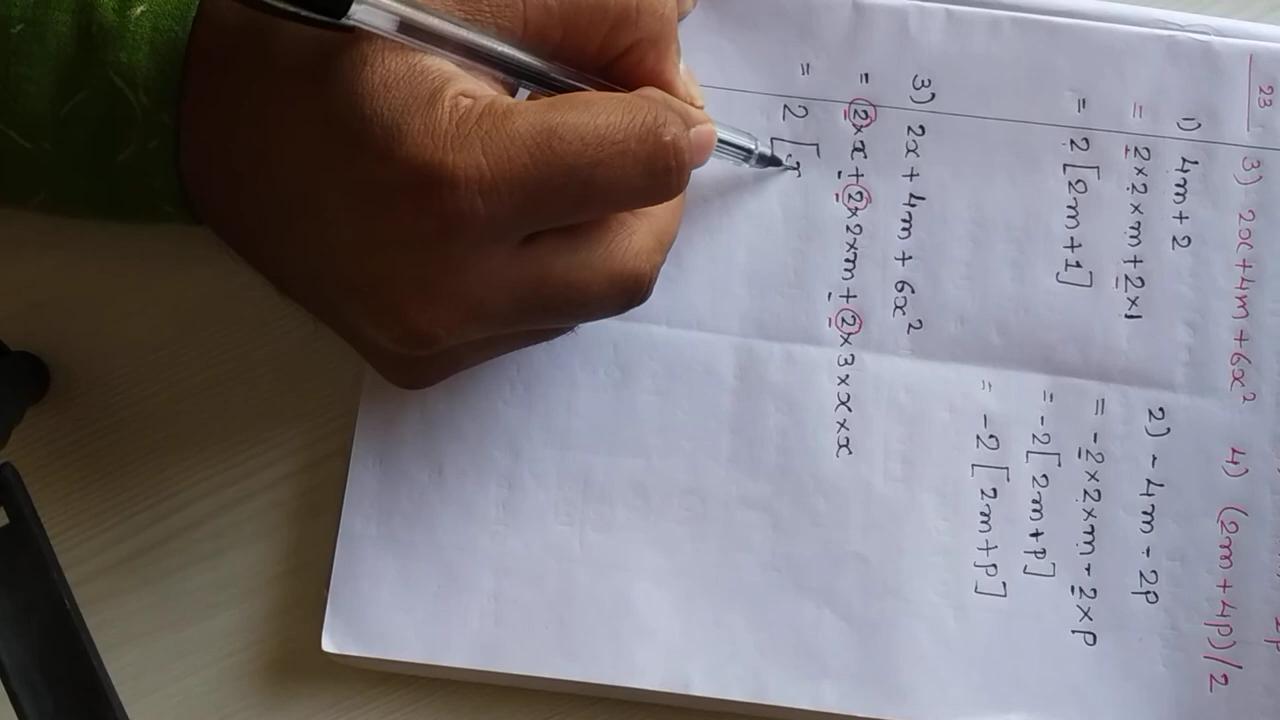 23
3) 2x + 4m + 6x² 4) (2m + 4p) / 2
1) 4m + 2
= 2 × 2 × m + 2 × 1
= 2 [2m + 1]
2) - 4m - 2p
= -2 × 2 × m - 2 × p
= -2 [2m + p]
= -2 [2m + p]
3) 2x + 4m + 6x²
= 2 × x + 2 × 2 × m + 2 × 3 × x × x
= 2 [x